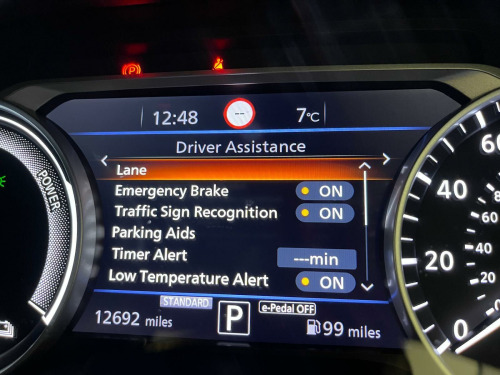 P
12:48 -- 7°C
Driver Assistance
Lane
Emergency Brake ON
Traffic Sign Recognition ON
Parking Aids
Timer Alert ---min
Low Temperature Alert ON
STANDARD e-Pedal OFF
12692 miles P 99 miles
POWER
60
40
20
0